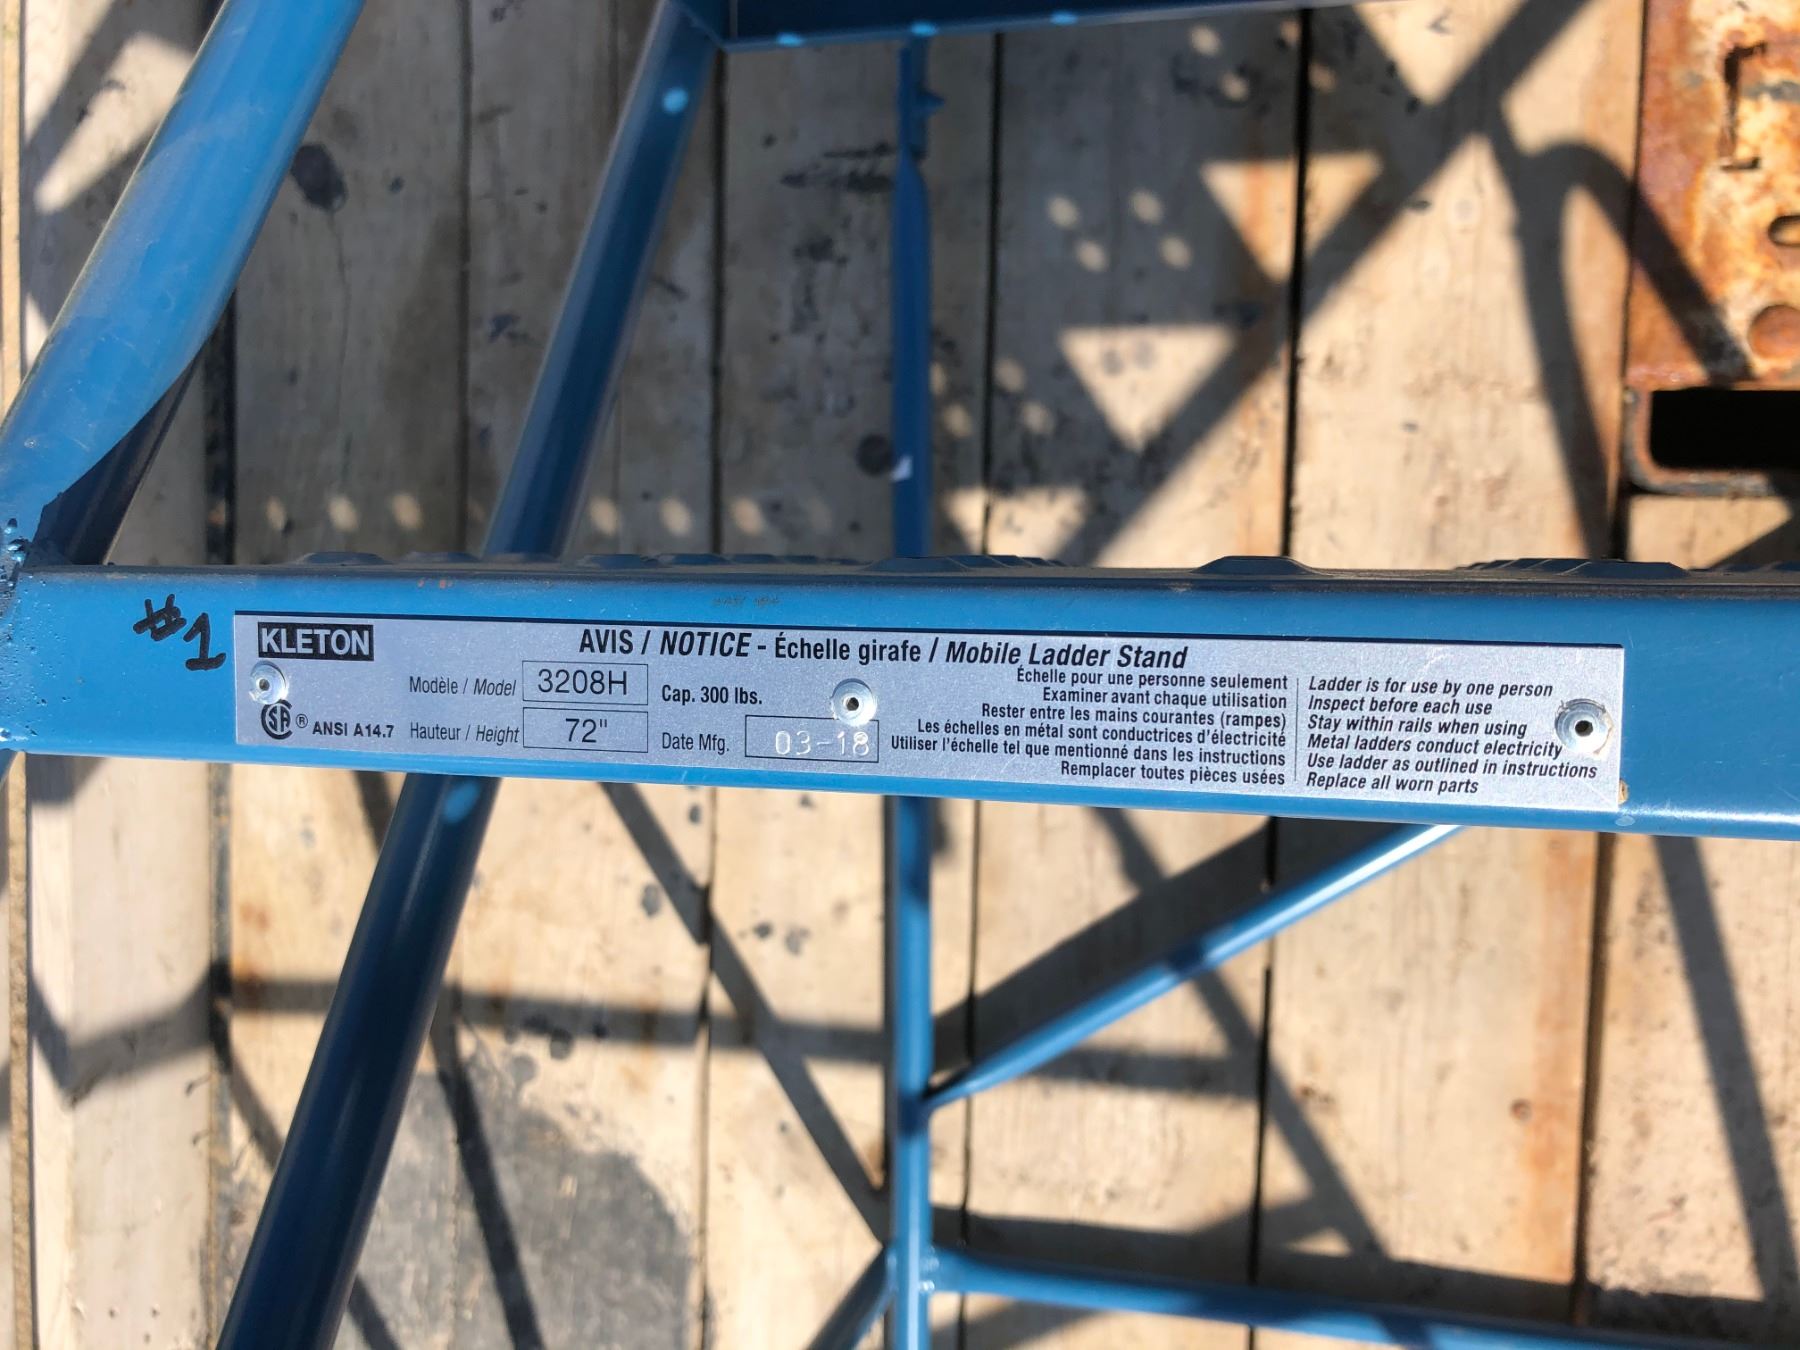 #1
KLETON
AVIS / NOTICE - Échelle girafe / Mobile Ladder Stand
Modèle / Model 3208H Cap. 300 lbs.
CSA ® ANSI A14.7 Hauteur / Height 72" Date Mfg. 03-18
Échelle pour une personne seulement
Examiner avant chaque utilisation
Rester entre les mains courantes (rampes)
Les échelles en métal sont conductrices d'électricité
Utiliser l'échelle tel que mentionné dans les instructions
Remplacer toutes pièces usées
Ladder is for use by one person
Inspect before each use
Stay within rails when using
Metal ladders conduct electricity
Use ladder as outlined in instructions
Replace all worn parts